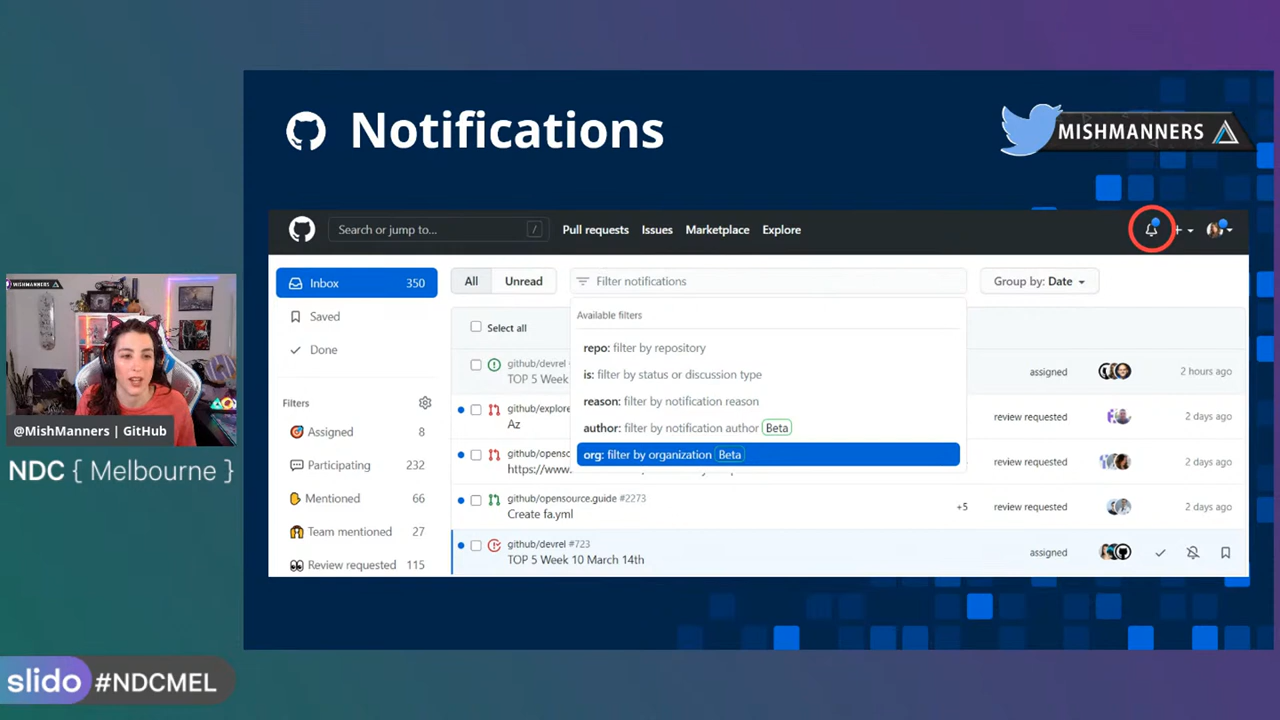 Notifications
MISHMANNERS
Search or jump to... /
Pull requests Issues Marketplace Explore
Inbox 350
All Unread
Filter notifications
Group by: Date
Saved
Done
Available filters
Select all
repo: filter by repository
is: filter by status or discussion type
reason: filter by notification reason
author: filter by notification author Beta
org: filter by organization Beta
github/devrel
TOP 5 Week
assigned
2 hours ago
Filters
Assigned 8
Participating 232
Mentioned 66
Team mentioned 27
Review requested 115
github/explore
Az
review requested
2 days ago
github/opensc
https://www.
review requested
2 days ago
github/opensource.guide #2273
Create fa.yml
+5
review requested
2 days ago
github/devrel #723
TOP 5 Week 10 March 14th
assigned
MISHMANNERS
@MishManners | GitHub
NDC { Melbourne }
slido #NDCMEL